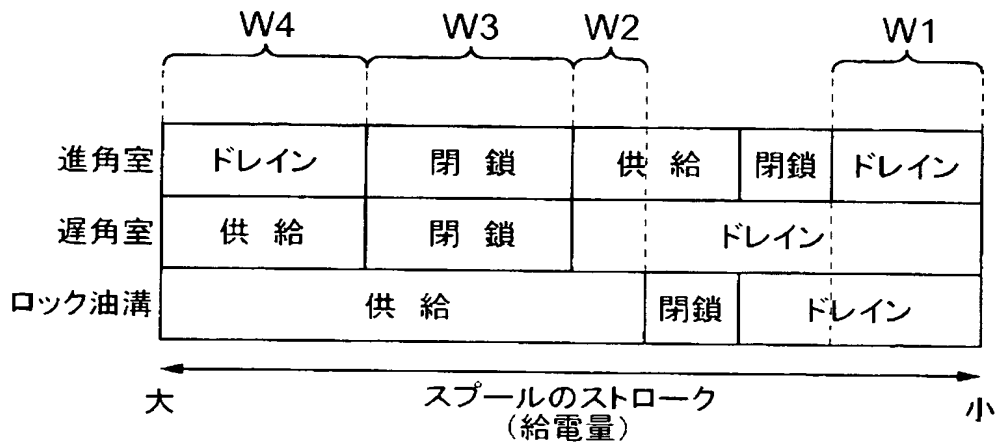 W4 W3 W2 W1
進角室 ドレイン 閉鎖 供給 閉鎖 ドレイン
遅角室 供給 閉鎖 ドレイン
ロック油溝 供給 閉鎖 ドレイン
大 スプールのストローク 小
(給電量)